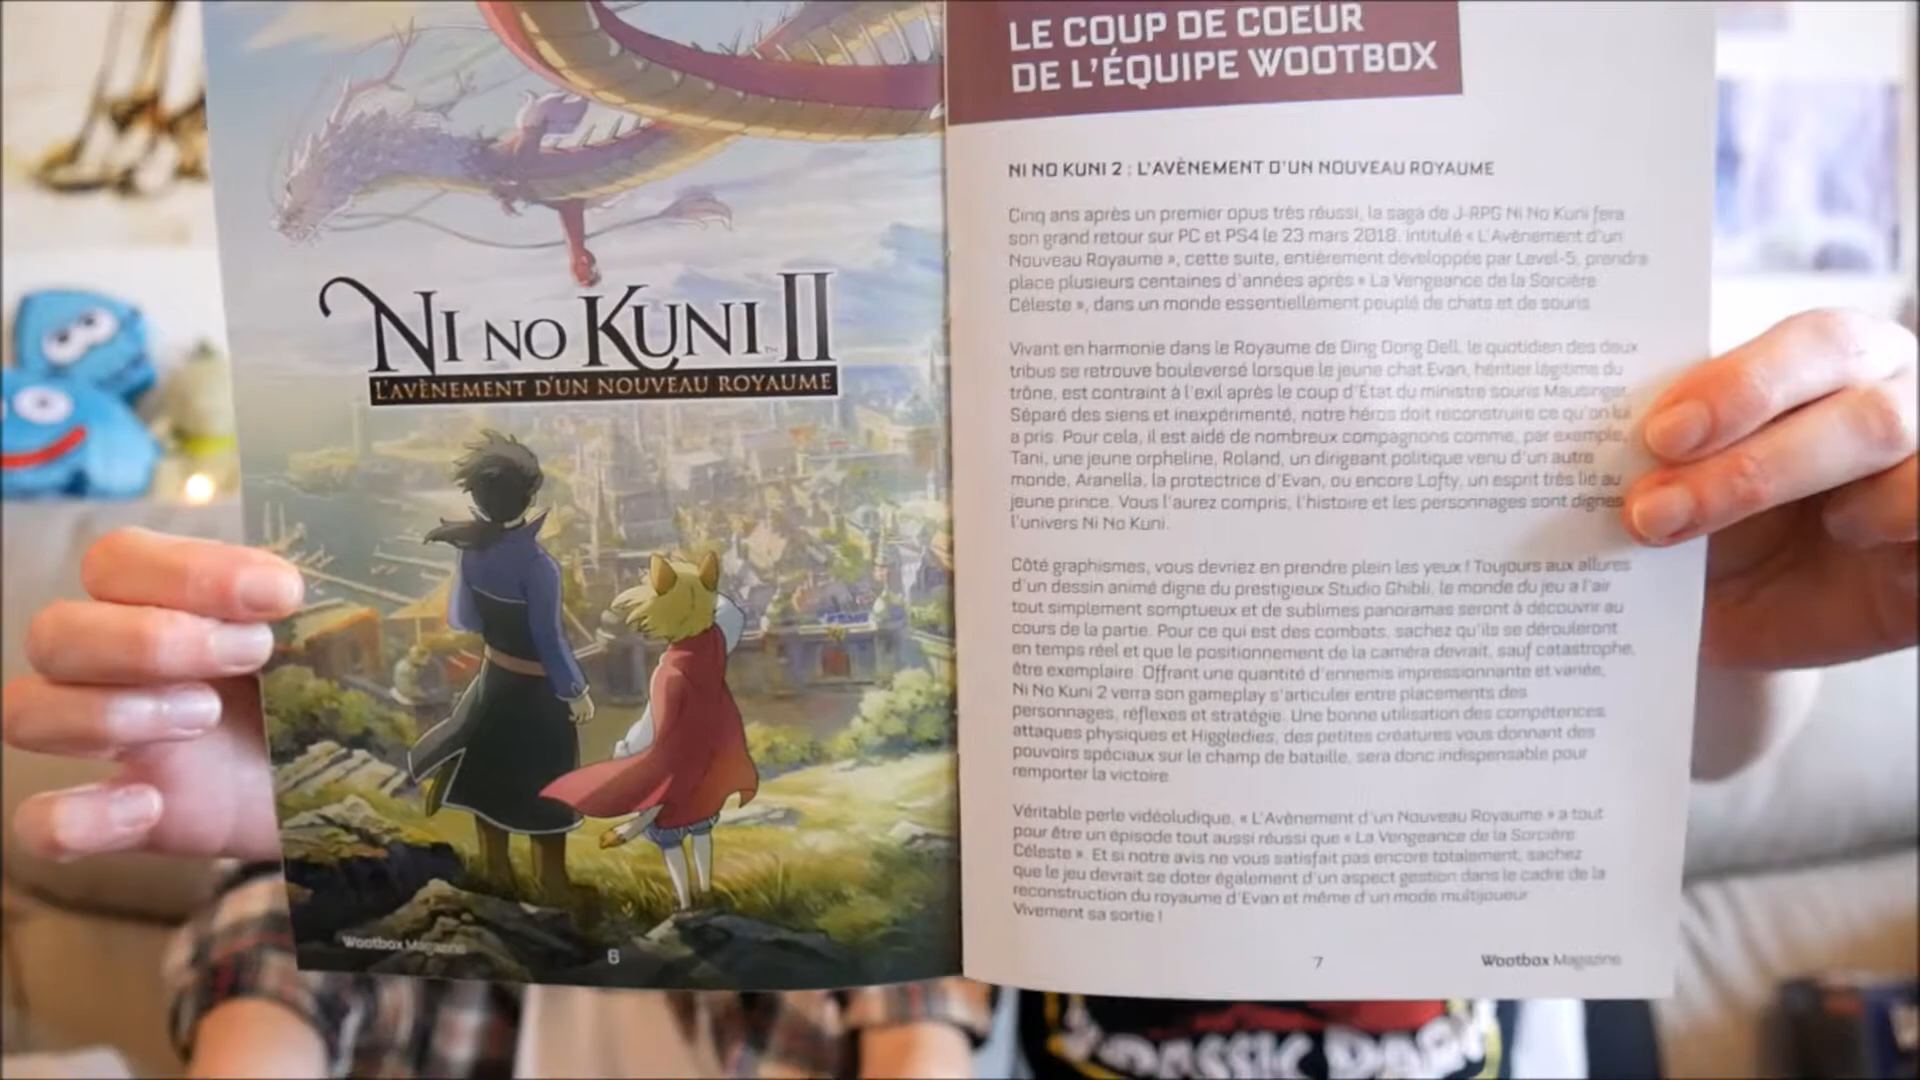 NI NO KUNI II
L'AVÈNEMENT D'UN NOUVEAU ROYAUME
Wootbox Magazine
6
LE COUP DE COEUR
DE L'ÉQUIPE WOOTBOX
NI NO KUNI 2 : L'AVÈNEMENT D'UN NOUVEAU ROYAUME
Cinq ans après un premier opus très réussi, la saga de J-RPG Ni No Kuni fera
son grand retour sur PC et PS4 le 23 mars 2018. Intitulé « L'Avènement d'un
Nouveau Royaume », cette suite, entièrement développée par Level-5, prendra
place plusieurs centaines d'années après « La Vengeance de la Sorcière
Céleste », dans un monde essentiellement peuplé de chats et de souris
Vivant en harmonie dans le Royaume de Ding Dong Dell, le quotidien des deux
tribus se retrouve bouleversé lorsque le jeune chat Evan, héritier légitime du
trône, est contraint à l'exil après le coup d'État du ministre souris Mausinger.
Séparé des siens et inexpérimenté, notre héros doit reconstruire ce qu'on lui
a pris. Pour cela, il est aidé de nombreux compagnons comme, par exemple,
Tani, une jeune orpheline, Roland, un dirigeant politique venu d'un autre
monde, Aranella, la protectrice d'Evan, ou encore Lofty, un esprit très lié au
jeune prince. Vous l'aurez compris, l'histoire et les personnages sont dignes
l'univers Ni No Kuni.
Côté graphismes, vous devriez en prendre plein les yeux ! Toujours aux allures
d'un dessin animé digne du prestigieux Studio Ghibli, le monde du jeu a l'air
tout simplement somptueux et de sublimes panoramas seront à découvrir au
cours de la partie. Pour ce qui est des combats, sachez qu'ils se dérouleront
en temps réel et que le positionnement de la caméra devrait, sauf catastrophe,
être exemplaire. Offrant une quantité d'ennemis impressionnante et variée,
Ni No Kuni 2 verra son gameplay s'articuler entre placements des
personnages, réflexes et stratégie. Une bonne utilisation des compétences,
attaques physiques et Higgledies, des petites créatures vous donnant des
pouvoirs spéciaux sur le champ de bataille, sera donc indispensable pour
remporter la victoire
Véritable perle vidéoludique, « L'Avènement d'un Nouveau Royaume » a tout
pour être un épisode tout aussi réussi que « La Vengeance de la Sorcière
Céleste ». Et si notre avis ne vous satisfait pas encore totalement, sachez
que le jeu devrait se doter également d'un aspect gestion dans le cadre de la
reconstruction du royaume d'Evan et même d'un mode multijoueur
Vivement sa sortie !
7
Wootbox Magazine